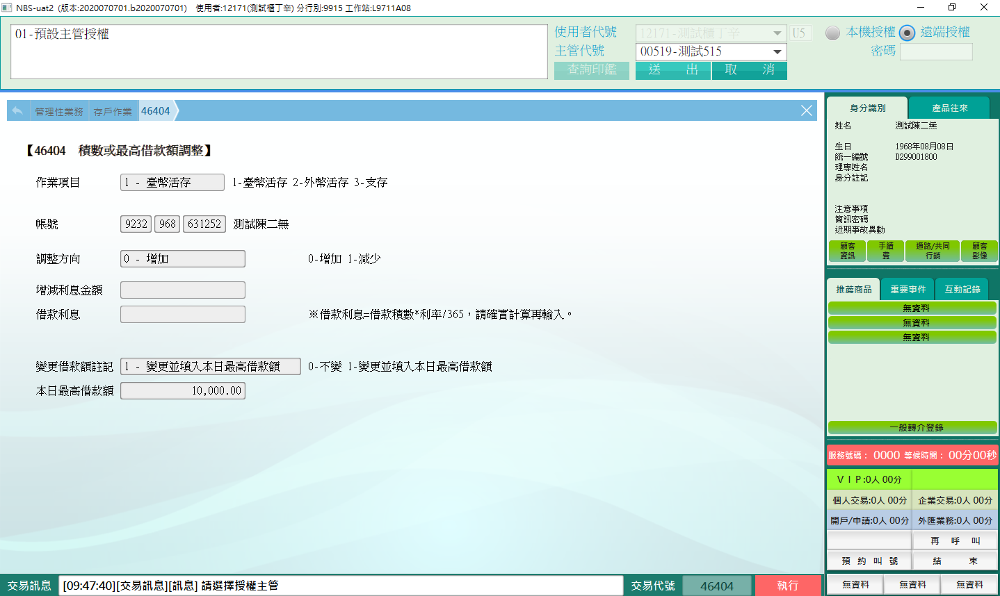 NBS-uat2 (版本:2020070701.b2020070701) 使用者:12171(測試櫃丁辛) 分行別:9915 工作站:L9711A08
01-預設主管授權
使用者代號 12171-測試櫃丁辛 U5 本機授權 遠端授權
主管代號 00519-測試515 密碼
查詢印鑑 送 出 取 消
管理性業務 存戶作業 46404
【46404 積數或最高借款額調整】
作業項目 1 - 臺幣活存 1-臺幣活存 2-外幣活存 3-支存
帳號 9232 968 631252 測試陳二無
調整方向 0 - 增加 0-增加 1-減少
增減利息金額
借款利息 ※借款利息=借款積數*利率/365，請確實計算再輸入。
變更借款額註記 1 - 變更並填入本日最高借款額 0-不變 1-變更並填入本日最高借款額
本日最高借款額 10,000.00
身分識別 產品往來
姓名 測試陳二無
生日 1968年08月08日
統一編號 D299001800
理專姓名
身分註記
注意事項
簡訊密碼
近期事故異動
顧客資訊 手續費 通路/共同行銷 顧客影像
推薦商品 重要事件 互動記錄
無資料
無資料
無資料
一般轉介登錄
服務號碼： 0000 等候時間： 00分00秒
ＶＩＰ:0人 00分
個人交易:0人 00分 企業交易:0人 00分
開戶/申請:0人 00分 外匯業務:0人 00分
再 呼 叫
預 約 叫 號 結 束
無資料 無資料 無資料
交易訊息 [09:47:40][交易訊息][訊息] 請選擇授權主管 交易代號 46404 執行